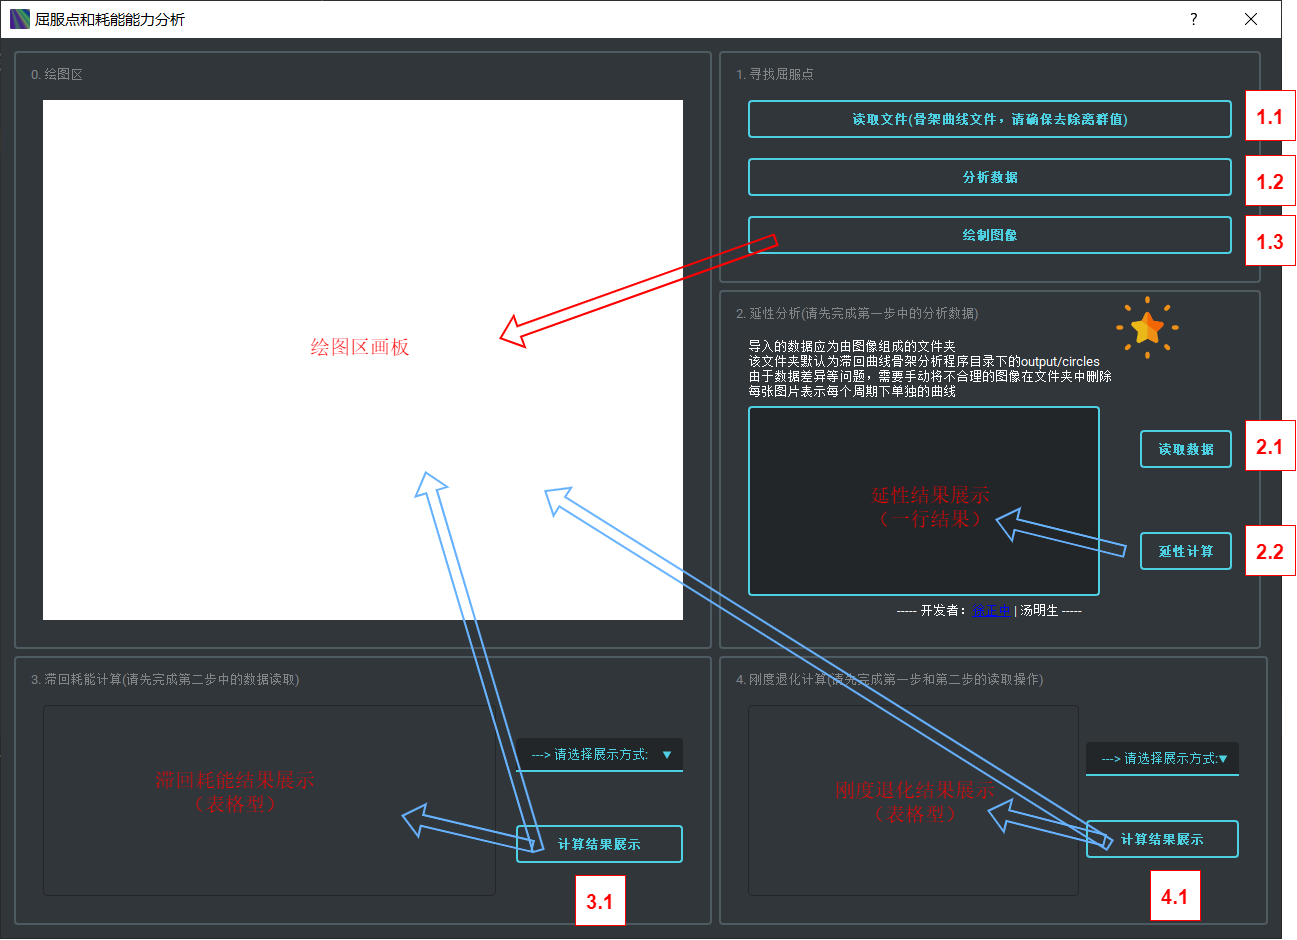 屈服点和耗能能力分析
?
0. 绘图区
绘图区画板
1. 寻找屈服点
读取文件(骨架曲线文件，请确保去除离群值)
1.1
分析数据
1.2
绘制图像
1.3
2. 延性分析(请先完成第一步中的分析数据)
导入的数据应为由图像组成的文件夹
该文件夹默认为滞回曲线骨架分析程序目录下的output/circles
由于数据差异等问题，需要手动将不合理的图像在文件夹中删除
每张图片表示每个周期下单独的曲线
延性结果展示
（一行结果）
读取数据
2.1
延性计算
2.2
----- 开发者：徐正中 | 汤明生 -----
3. 滞回耗能计算(请先完成第二步中的数据读取)
滞回耗能结果展示
（表格型）
---> 请选择展示方式:
计算结果展示
3.1
4. 刚度退化计算(请先完成第一步和第二步的读取操作)
刚度退化结果展示
（表格型）
---> 请选择展示方式:
计算结果展示
4.1